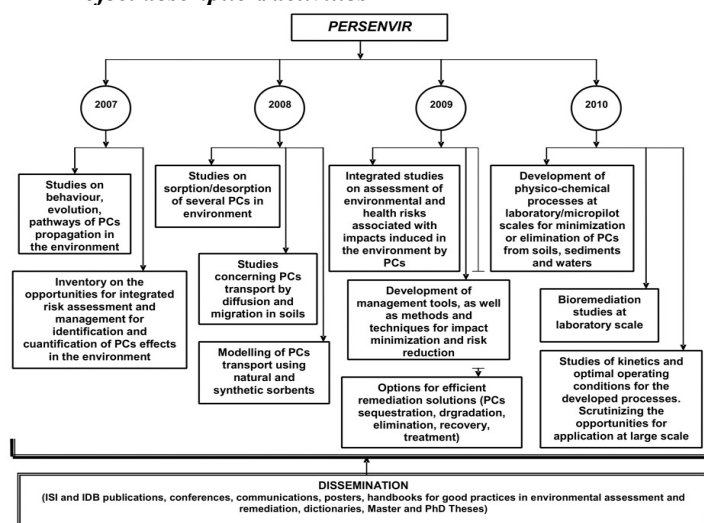 PERSENVIR
2007
2008
2009
2010
Studies on
behaviour,
evolution,
pathways of PCs
propagation in
the environment
Inventory on the
opportunities for integrated
risk assessment and
management for
identification and
cuantification of PCs effects
in the environment
Studies on
sorption/desorption
of several PCs in
environment
Studies
concerning PCs
transport by
diffusion and
migration in soils
Modelling of PCs
transport using
natural and
synthetic sorbents
Integrated studies
on assessment of
environmental and
health risks
associated with
impacts induced in
the environment by
PCs
Development of
management tools, as well
as methods and
techniques for impact
minimization and risk
reduction
Options for efficient
remediation solutions (PCs
sequestration, drgradation,
elimination, recovery,
treatment)
Development of
physico-chemical
processes at
laboratory/micropilot
scales for minimization
or elimination of PCs
from soils, sediments
and waters
Bioremediation
studies at
laboratory scale
Studies of kinetics and
optimal operating
conditions for the
developed processes.
Scrutinizing the
opportunities for
application at large scale
DISSEMINATION
(ISI and IDB publications, conferences, communications, posters, handbooks for good practices in environmental assessment and
remediation, dictionaries, Master and PhD Theses)